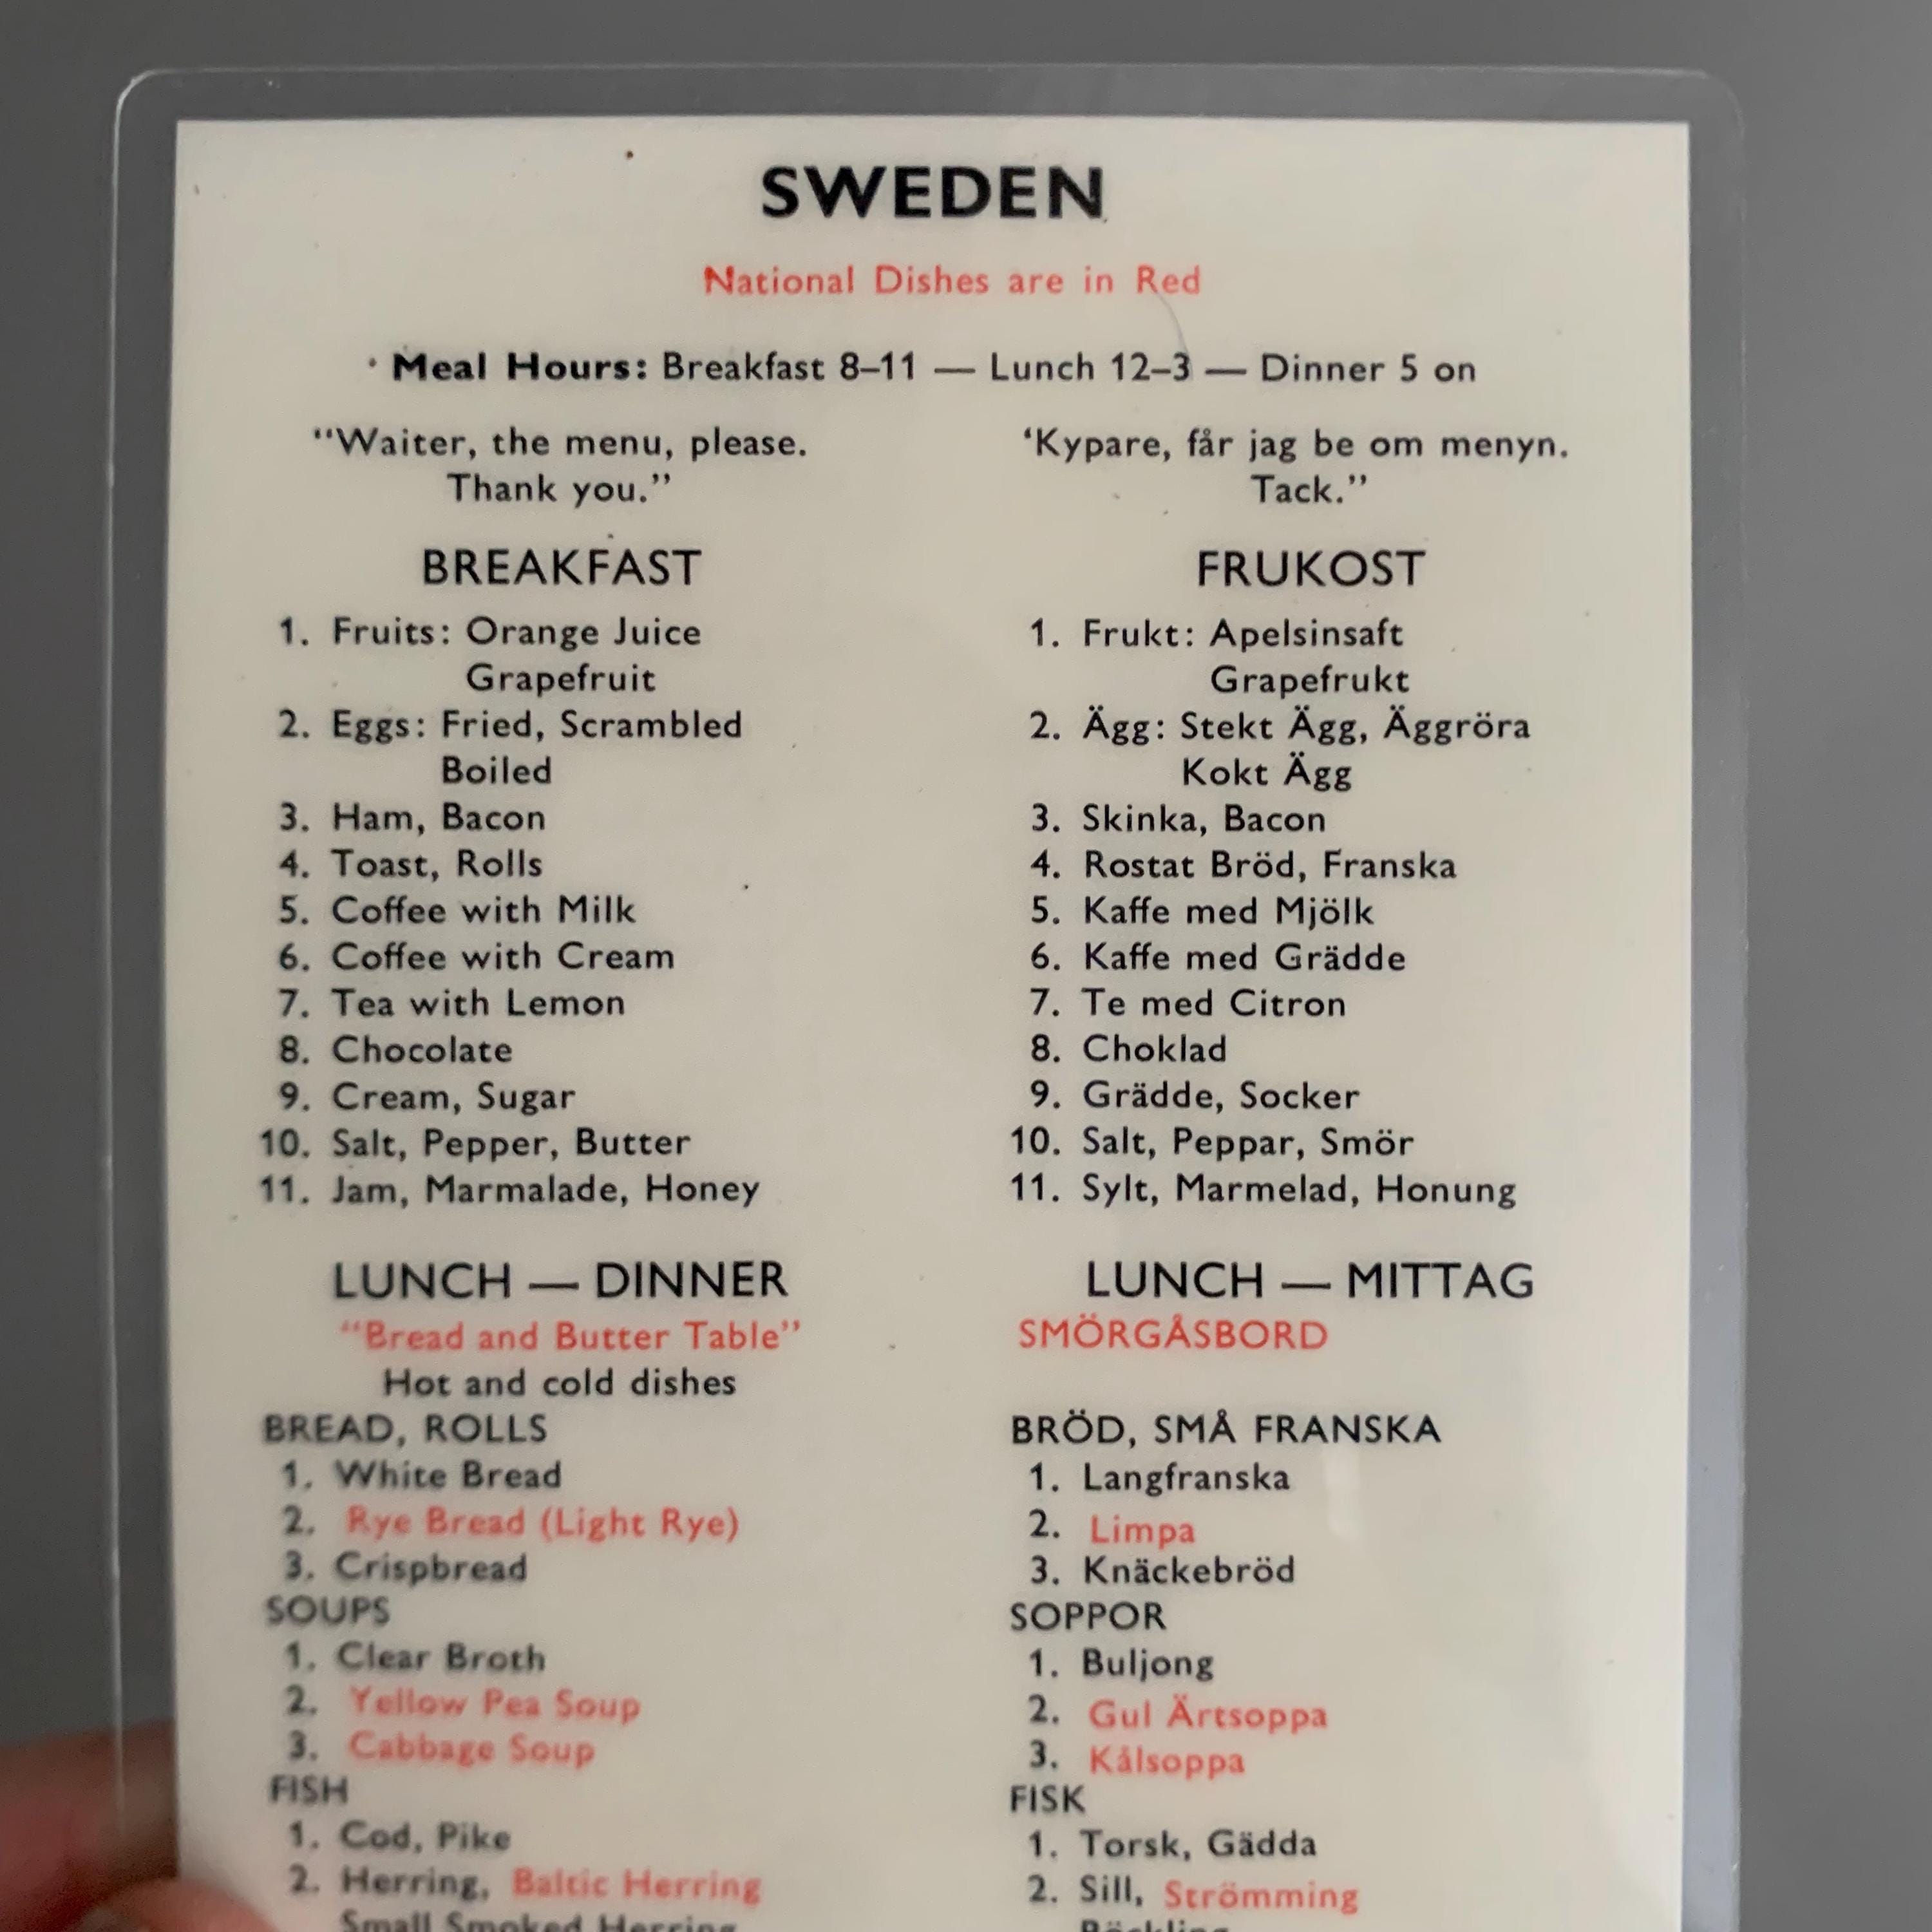 SWEDEN
National Dishes are in Red
Meal Hours: Breakfast 8–11 — Lunch 12–3 — Dinner 5 on
"Waiter, the menu, please.
Thank you."
'Kypare, får jag be om menyn.
Tack."
BREAKFAST
1. Fruits: Orange Juice
Grapefruit
2. Eggs: Fried, Scrambled
Boiled
3. Ham, Bacon
4. Toast, Rolls
5. Coffee with Milk
6. Coffee with Cream
7. Tea with Lemon
8. Chocolate
9. Cream, Sugar
10. Salt, Pepper, Butter
11. Jam, Marmalade, Honey
FRUKOST
1. Frukt: Apelsinsaft
Grapefrukt
2. Ägg: Stekt Ägg, Äggröra
Kokt Ägg
3. Skinka, Bacon
4. Rostat Bröd, Franska
5. Kaffe med Mjölk
6. Kaffe med Grädde
7. Te med Citron
8. Choklad
9. Grädde, Socker
10. Salt, Peppar, Smör
11. Sylt, Marmelad, Honung
LUNCH — DINNER
"Bread and Butter Table"
Hot and cold dishes
BREAD, ROLLS
1. White Bread
2. Rye Bread (Light Rye)
3. Crispbread
SOUPS
1. Clear Broth
2. Yellow Pea Soup
3. Cabbage Soup
FISH
1. Cod, Pike
2. Herring, Baltic Herring
Small Smoked Herring
LUNCH — MITTAG
SMÖRGÅSBORD
BRÖD, SMÅ FRANSKA
1. Langfranska
2. Limpa
3. Knäckebröd
SOPPOR
1. Buljong
2. Gul Ärtsoppa
3. Kålsoppa
FISK
1. Torsk, Gädda
2. Sill, Strömming